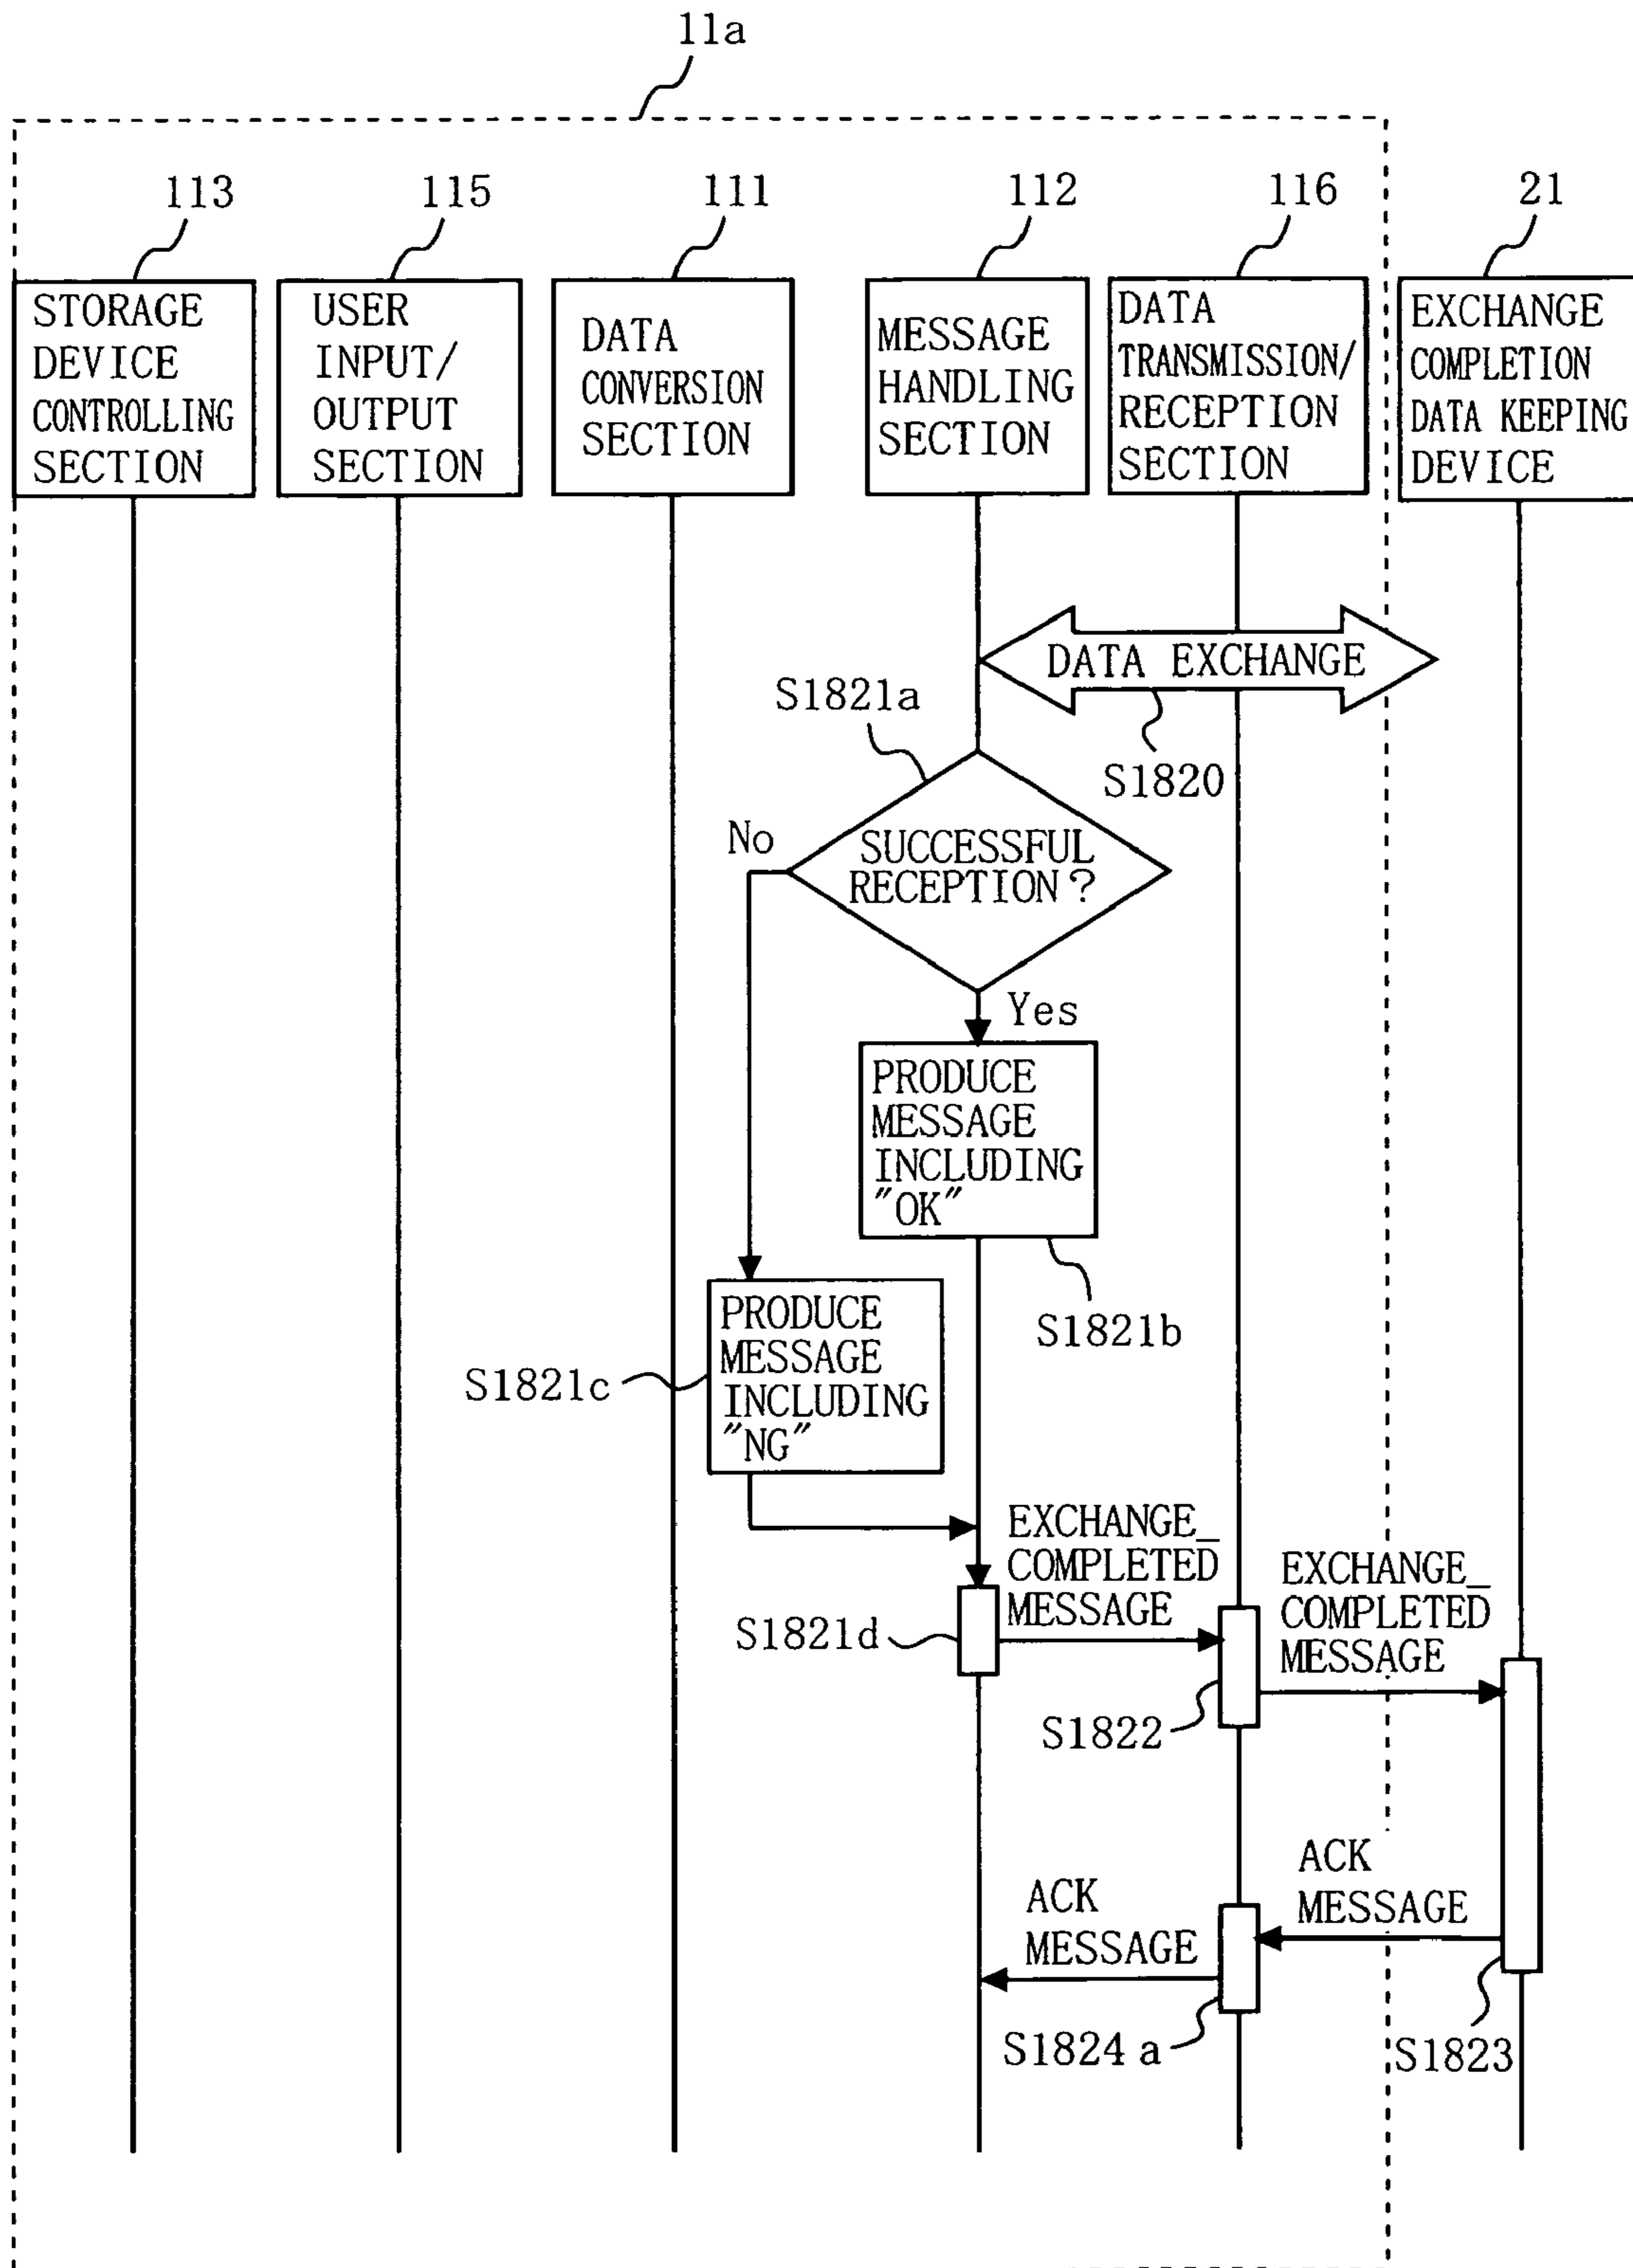 11a
113
115
111
112
116
21
STORAGE
DEVICE
CONTROLLING
SECTION
USER
INPUT/
OUTPUT
SECTION
DATA
CONVERSION
SECTION
MESSAGE
HANDLING
SECTION
DATA
TRANSMISSION/
RECEPTION
SECTION
EXCHANGE
COMPLETION
DATA KEEPING
DEVICE
DATA EXCHANGE
S1820
S1821a
SUCCESSFUL
RECEPTION?
No
Yes
PRODUCE
MESSAGE
INCLUDING
"OK"
S1821b
PRODUCE
MESSAGE
INCLUDING
"NG"
S1821c
EXCHANGE_
COMPLETED
MESSAGE
S1821d
EXCHANGE_
COMPLETED
MESSAGE
S1822
ACK
MESSAGE
ACK
MESSAGE
S1824 a
S1823